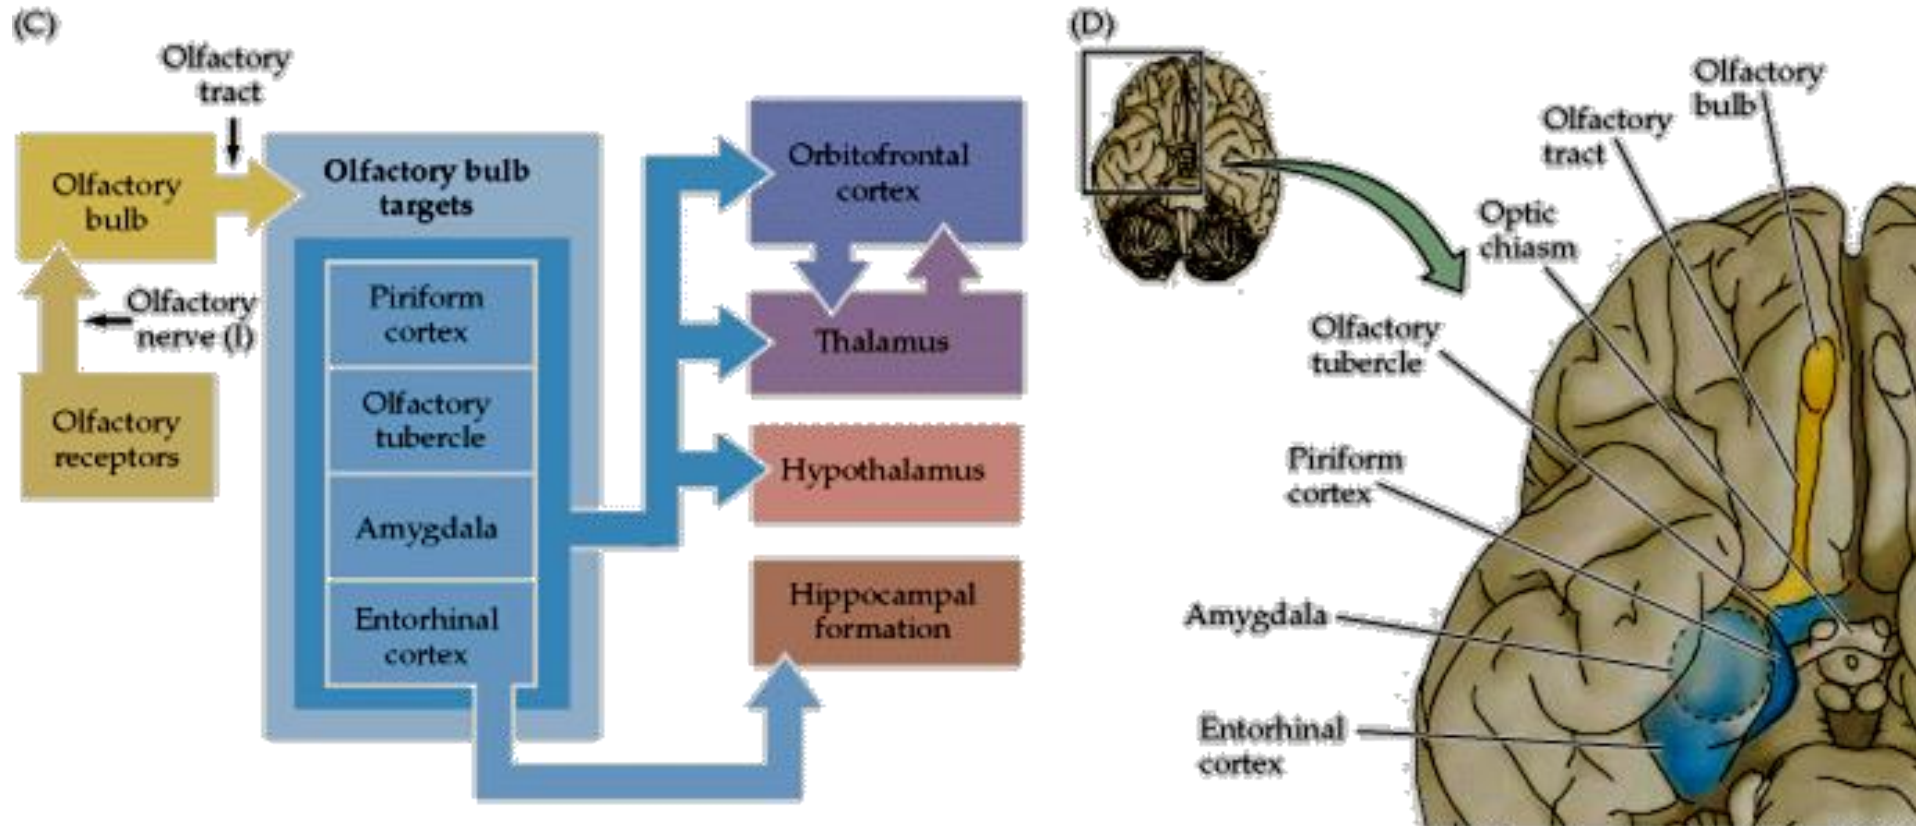 (C)
Olfactory
tract
Olfactory
bulb
Olfactory
nerve (I)
Olfactory
receptors
Olfactory bulb
targets
Piriform
cortex
Olfactory
tubercle
Amygdala
Entorhinal
cortex
Orbitofrontal
cortex
Thalamus
Hypothalamus
Hippocampal
formation
(D)
Olfactory
bulb
Olfactory
tract
Optic
chiasm
Olfactory
tubercle
Piriform
cortex
Amygdala
Entorhinal
cortex